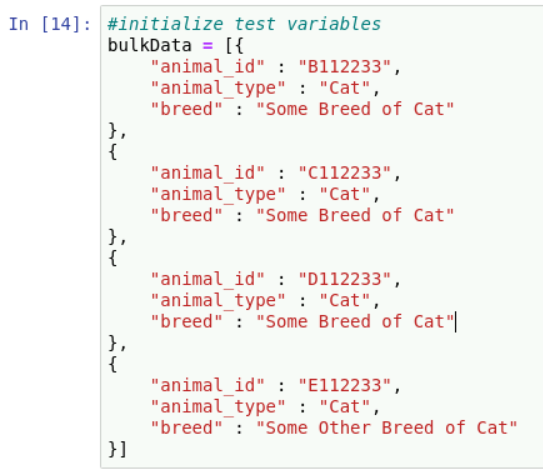 In [14]: #initialize test variables
bulkData = [{
    "animal_id" : "B112233",
    "animal_type" : "Cat",
    "breed" : "Some Breed of Cat"
},
{
    "animal_id" : "C112233",
    "animal_type" : "Cat",
    "breed" : "Some Breed of Cat"
},
{
    "animal_id" : "D112233",
    "animal_type" : "Cat",
    "breed" : "Some Breed of Cat"
},
{
    "animal_id" : "E112233",
    "animal_type" : "Cat",
    "breed" : "Some Other Breed of Cat"
}]